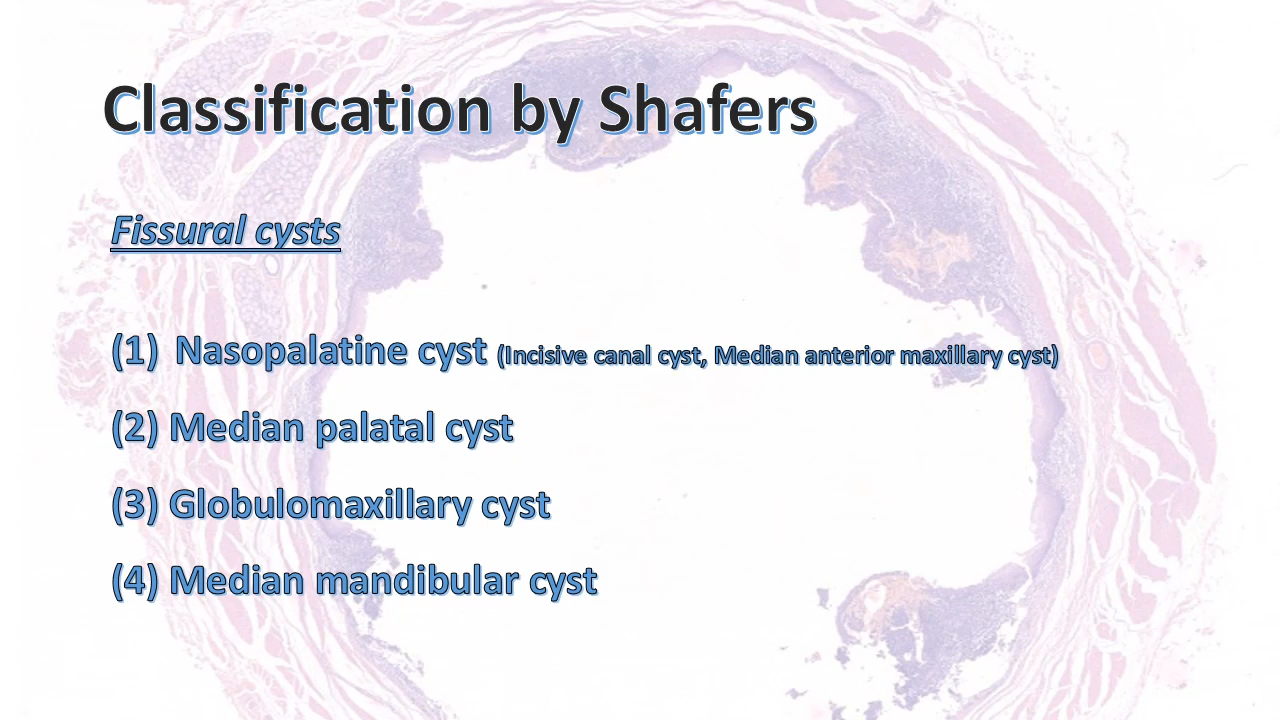 Classification by Shafers
Fissural cysts
(1) Nasopalatine cyst (Incisive canal cyst, Median anterior maxillary cyst)
(2) Median palatal cyst
(3) Globulomaxillary cyst
(4) Median mandibular cyst